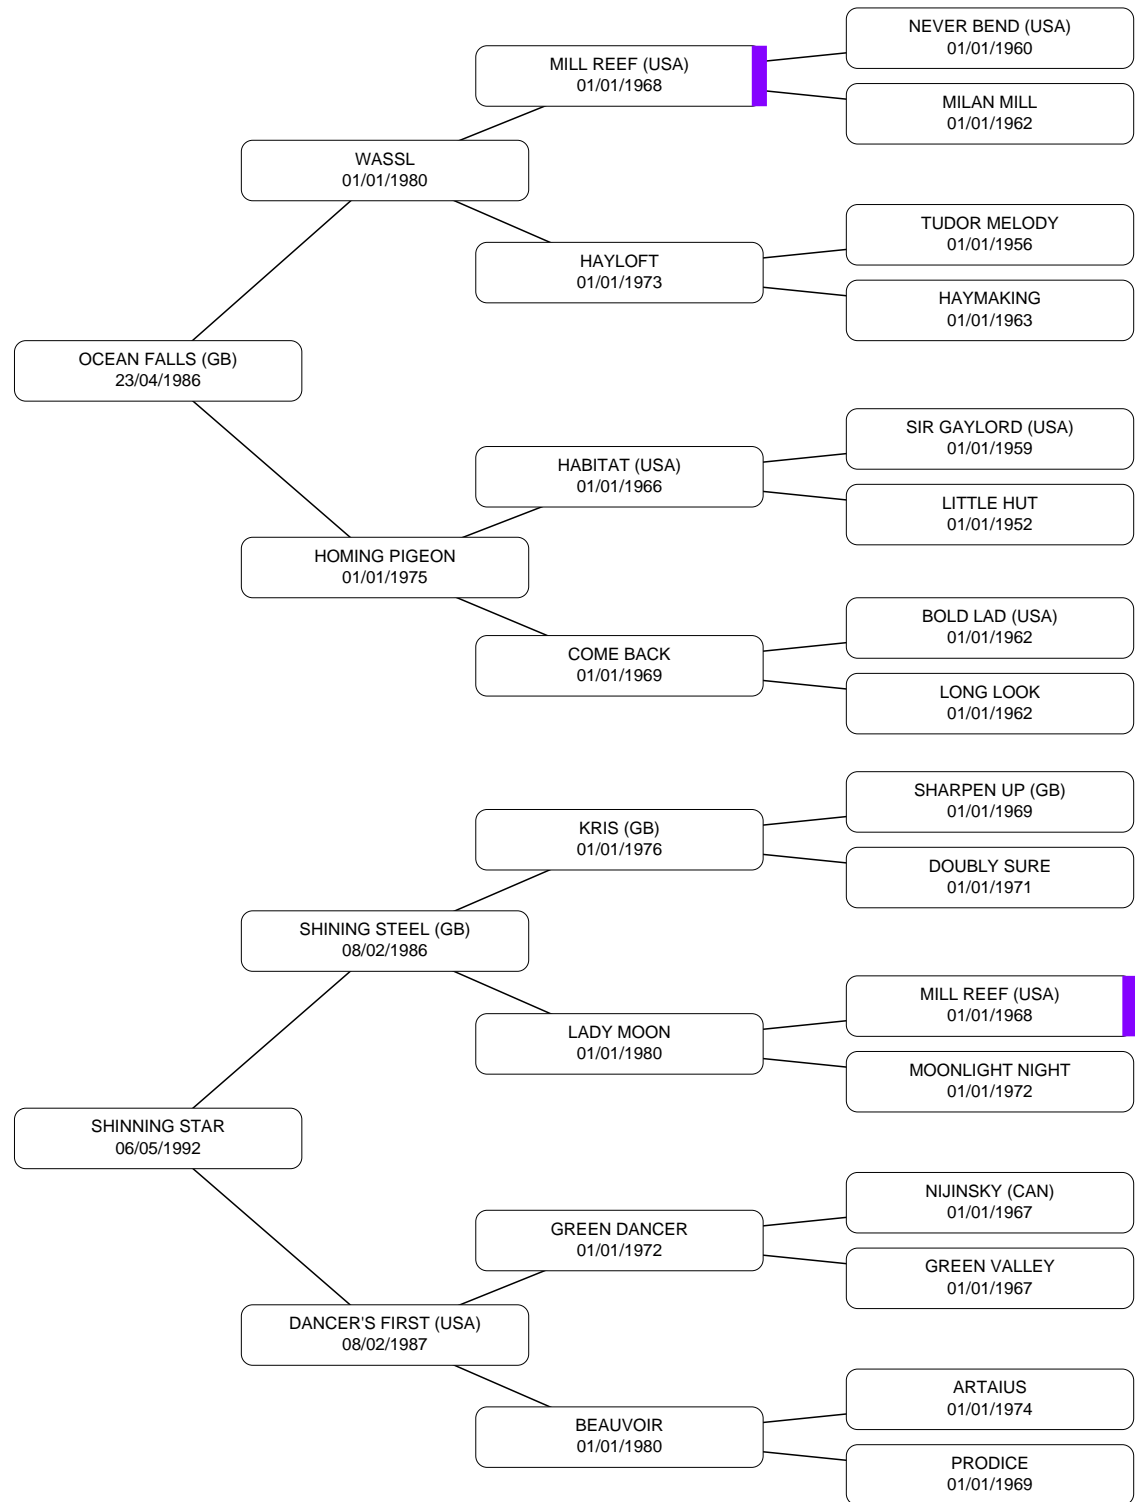 NEVER BEND (USA)
01/01/1960
MILL REEF (USA)
01/01/1968
MILAN MILL
01/01/1962
WASSL
01/01/1980
TUDOR MELODY
01/01/1956
HAYLOFT
01/01/1973
HAYMAKING
01/01/1963
OCEAN FALLS (GB)
23/04/1986
SIR GAYLORD (USA)
01/01/1959
HABITAT (USA)
01/01/1966
LITTLE HUT
01/01/1952
HOMING PIGEON
01/01/1975
BOLD LAD (USA)
01/01/1962
COME BACK
01/01/1969
LONG LOOK
01/01/1962
SHARPEN UP (GB)
01/01/1969
KRIS (GB)
01/01/1976
DOUBLY SURE
01/01/1971
SHINING STEEL (GB)
08/02/1986
MILL REEF (USA)
01/01/1968
LADY MOON
01/01/1980
MOONLIGHT NIGHT
01/01/1972
SHINNING STAR
06/05/1992
NIJINSKY (CAN)
01/01/1967
GREEN DANCER
01/01/1972
GREEN VALLEY
01/01/1967
DANCER'S FIRST (USA)
08/02/1987
ARTAIUS
01/01/1974
BEAUVOIR
01/01/1980
PRODICE
01/01/1969